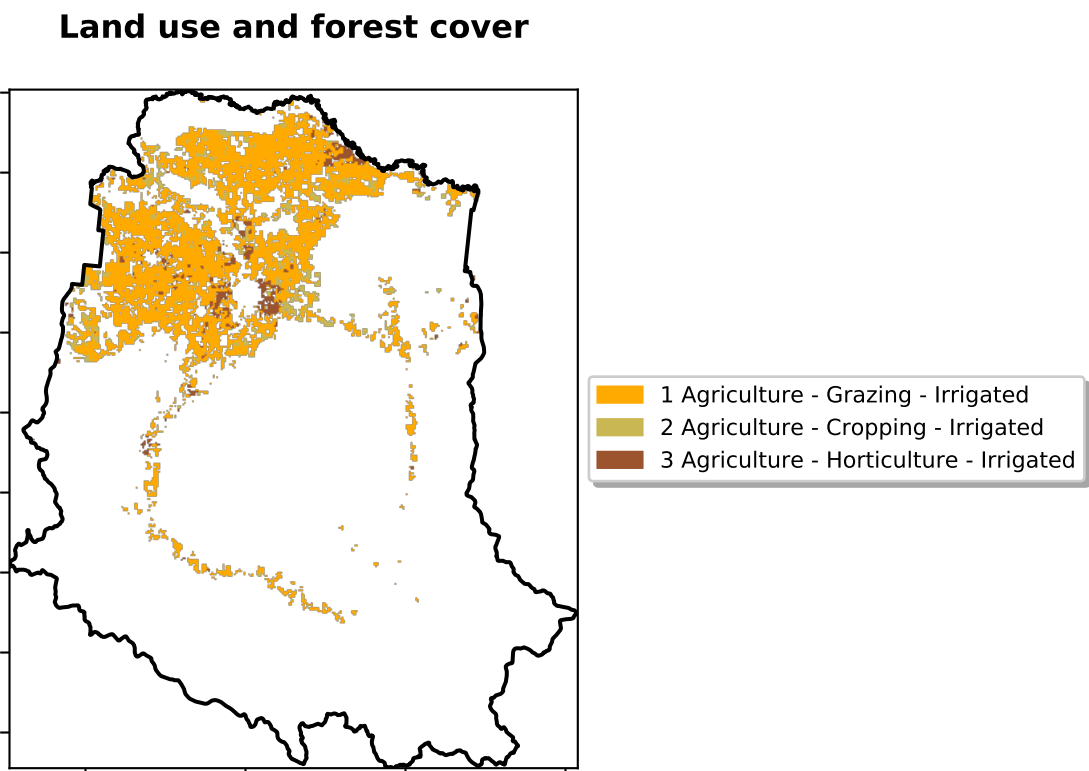 Land use and forest cover
1 Agriculture - Grazing - Irrigated
2 Agriculture - Cropping - Irrigated
3 Agriculture - Horticulture - Irrigated